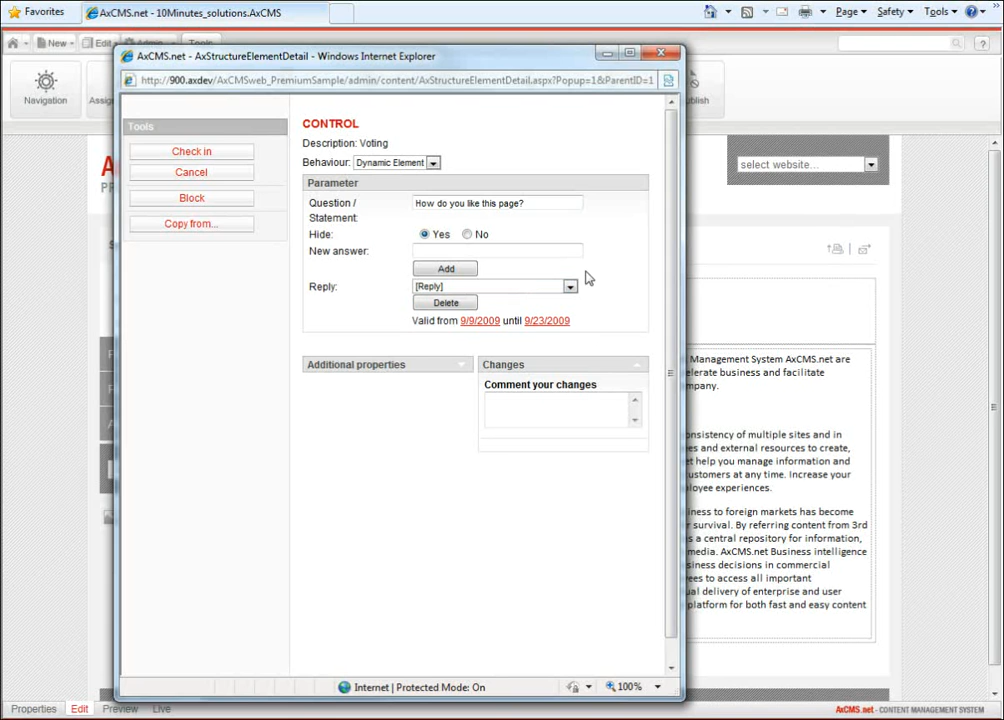 Favorites
AxCMS.net - 10Minutes_solutions.AxCMS
Page
Safety
Tools
New
Edit
Admin
Tools
AxCMS.net - AxStructureElementDetail - Windows Internet Explorer
http://900.axdev/AxCMSweb_PremiumSample/admin/content/AxStructureElementDetail.aspx?Popup=1&ParentID=1
Navigation
Assig
blish
Tools
Check in
Cancel
Block
Copy from...
CONTROL
Description: Voting
Behaviour: Dynamic Element
Parameter
Question / How do you like this page?
Statement:
Hide: Yes No
New answer:
Add
Reply: [Reply]
Delete
Valid from 9/9/2009 until 9/23/2009
Additional properties
Changes
Comment your changes
select website...
Management System AxCMS.net are
elerate business and facilitate
mpany.
onsistency of multiple sites and in
es and external resources to create,
et help you manage information and
ustomers at any time. Increase your
loyee experiences.
iness to foreign markets has become
r survival. By referring content from 3rd
s a central repository for information,
media. AxCMS.net Business intelligence
siness decisions in commercial
ees to access all important
ual delivery of enterprise and user
platform for both fast and easy content
Internet | Protected Mode: On
100%
Properties
Edit
Preview
Live
AxCMS.net - CONTENT MANAGEMENT SYSTEM